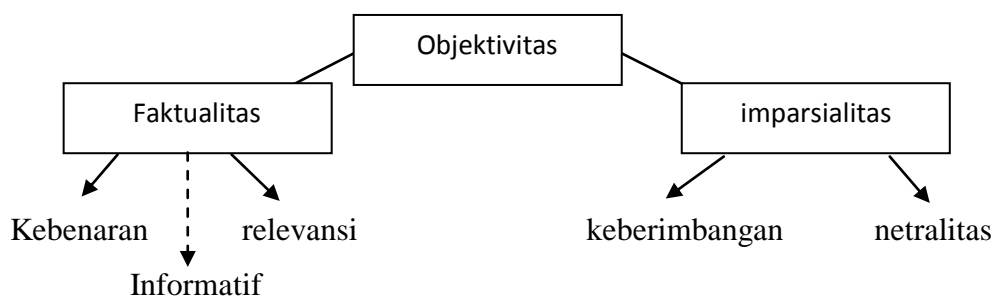 Objektivitas
Faktualitas imparsialitas
Kebenaran relevansi keberimbangan netralitas
Informatif